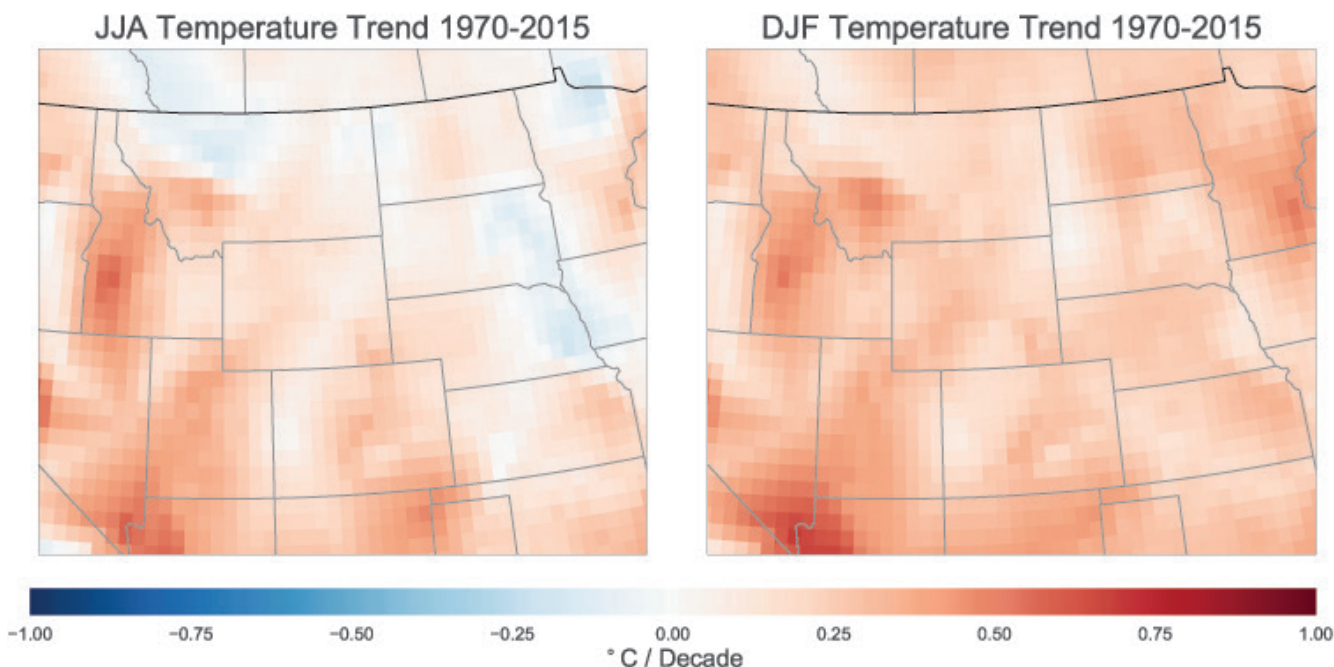 JJA Temperature Trend 1970-2015
DJF Temperature Trend 1970-2015
−1.00 −0.75 −0.50 −0.25 0.00 0.25 0.50 0.75 1.00
° C / Decade